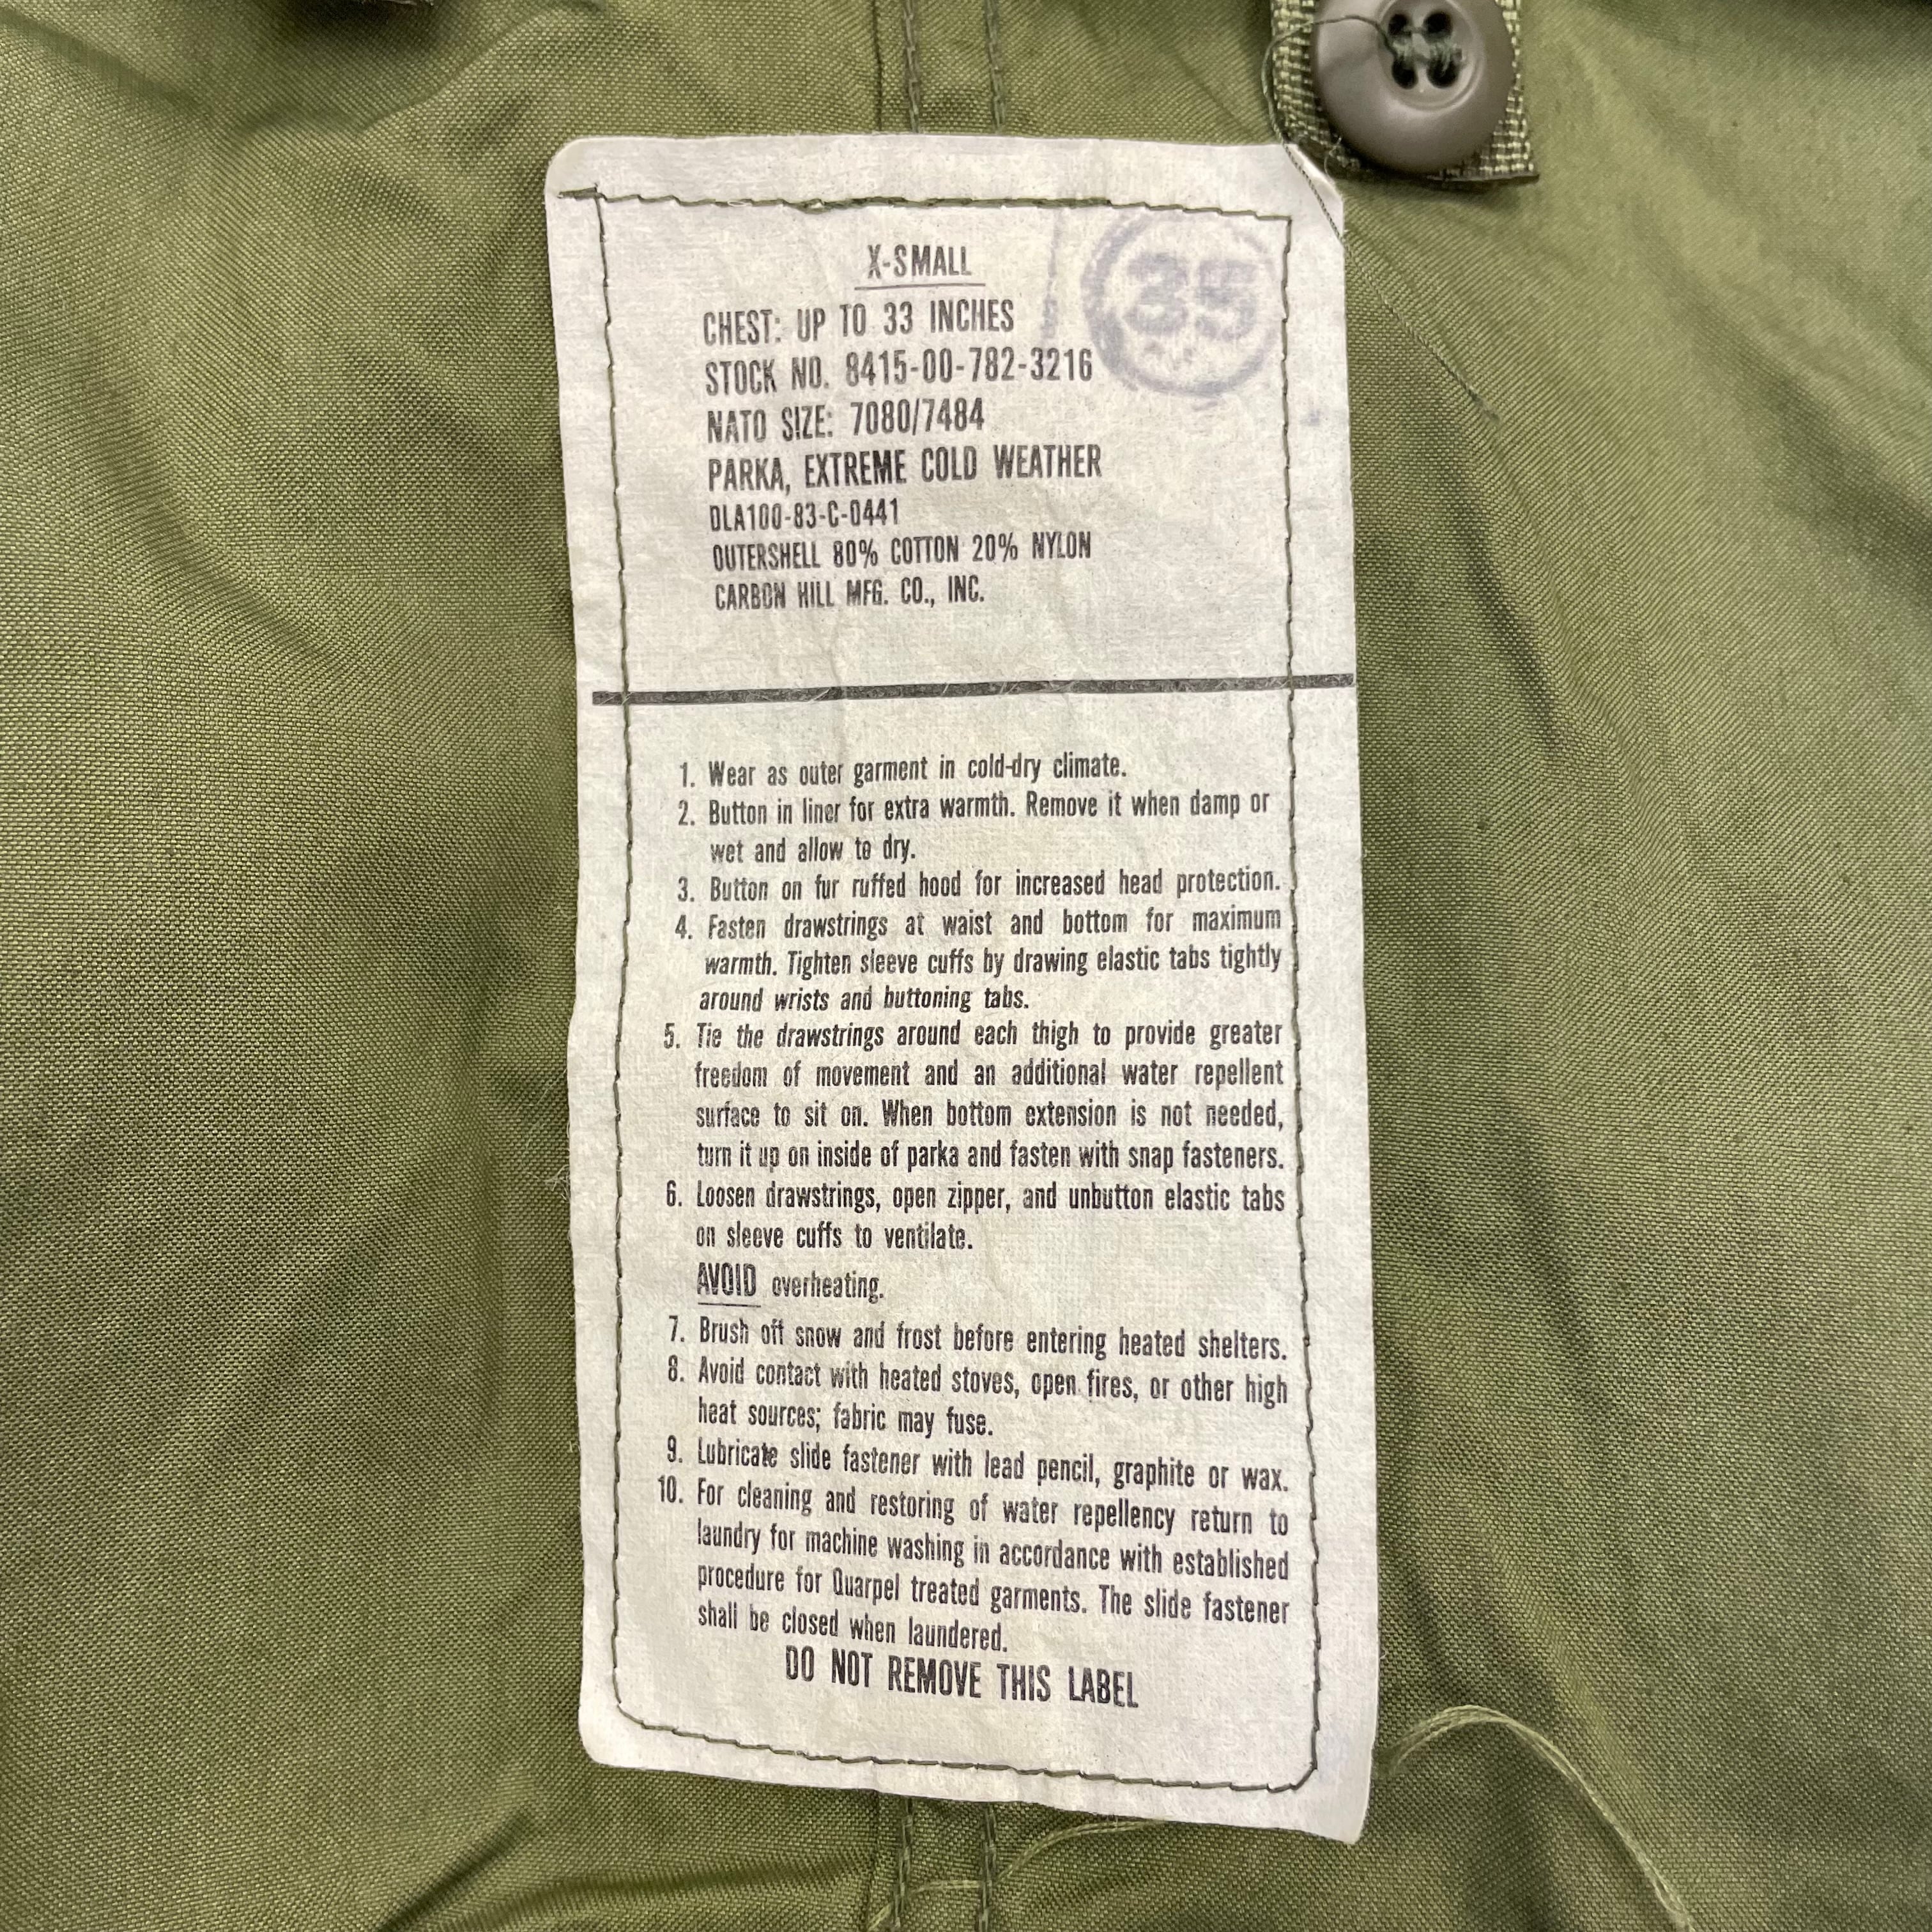 X-SMALL
35
CHEST: UP TO 33 INCHES
STOCK NO. 8415-00-782-3216
NATO SIZE: 7080/7484
PARKA, EXTREME COLD WEATHER
DLA100-83-C-0441
OUTERSHELL 80% COTTON 20% NYLON
CARBON HILL MFG. CO., INC.
1. Wear as outer garment in cold-dry climate.
2. Button in liner for extra warmth. Remove it when damp or
wet and allow to dry.
3. Button on fur ruffed hood for increased head protection.
4. Fasten drawstrings at waist and bottom for maximum
warmth. Tighten sleeve cuffs by drawing elastic tabs tightly
around wrists and buttoning tabs.
5. Tie the drawstrings around each thigh to provide greater
freedom of movement and an additional water repellent
surface to sit on. When bottom extension is not needed,
turn it up on inside of parka and fasten with snap fasteners.
6. Loosen drawstrings, open zipper, and unbutton elastic tabs
on sleeve cuffs to ventilate.
AVOID overheating.
7. Brush off snow and frost before entering heated shelters.
8. Avoid contact with heated stoves, open fires, or other high
heat sources; fabric may fuse.
9. Lubricate slide fastener with lead pencil, graphite or wax.
10. For cleaning and restoring of water repellency return to
laundry for machine washing in accordance with established
procedure for Quarpel treated garments. The slide fastener
shall be closed when laundered.
DO NOT REMOVE THIS LABEL